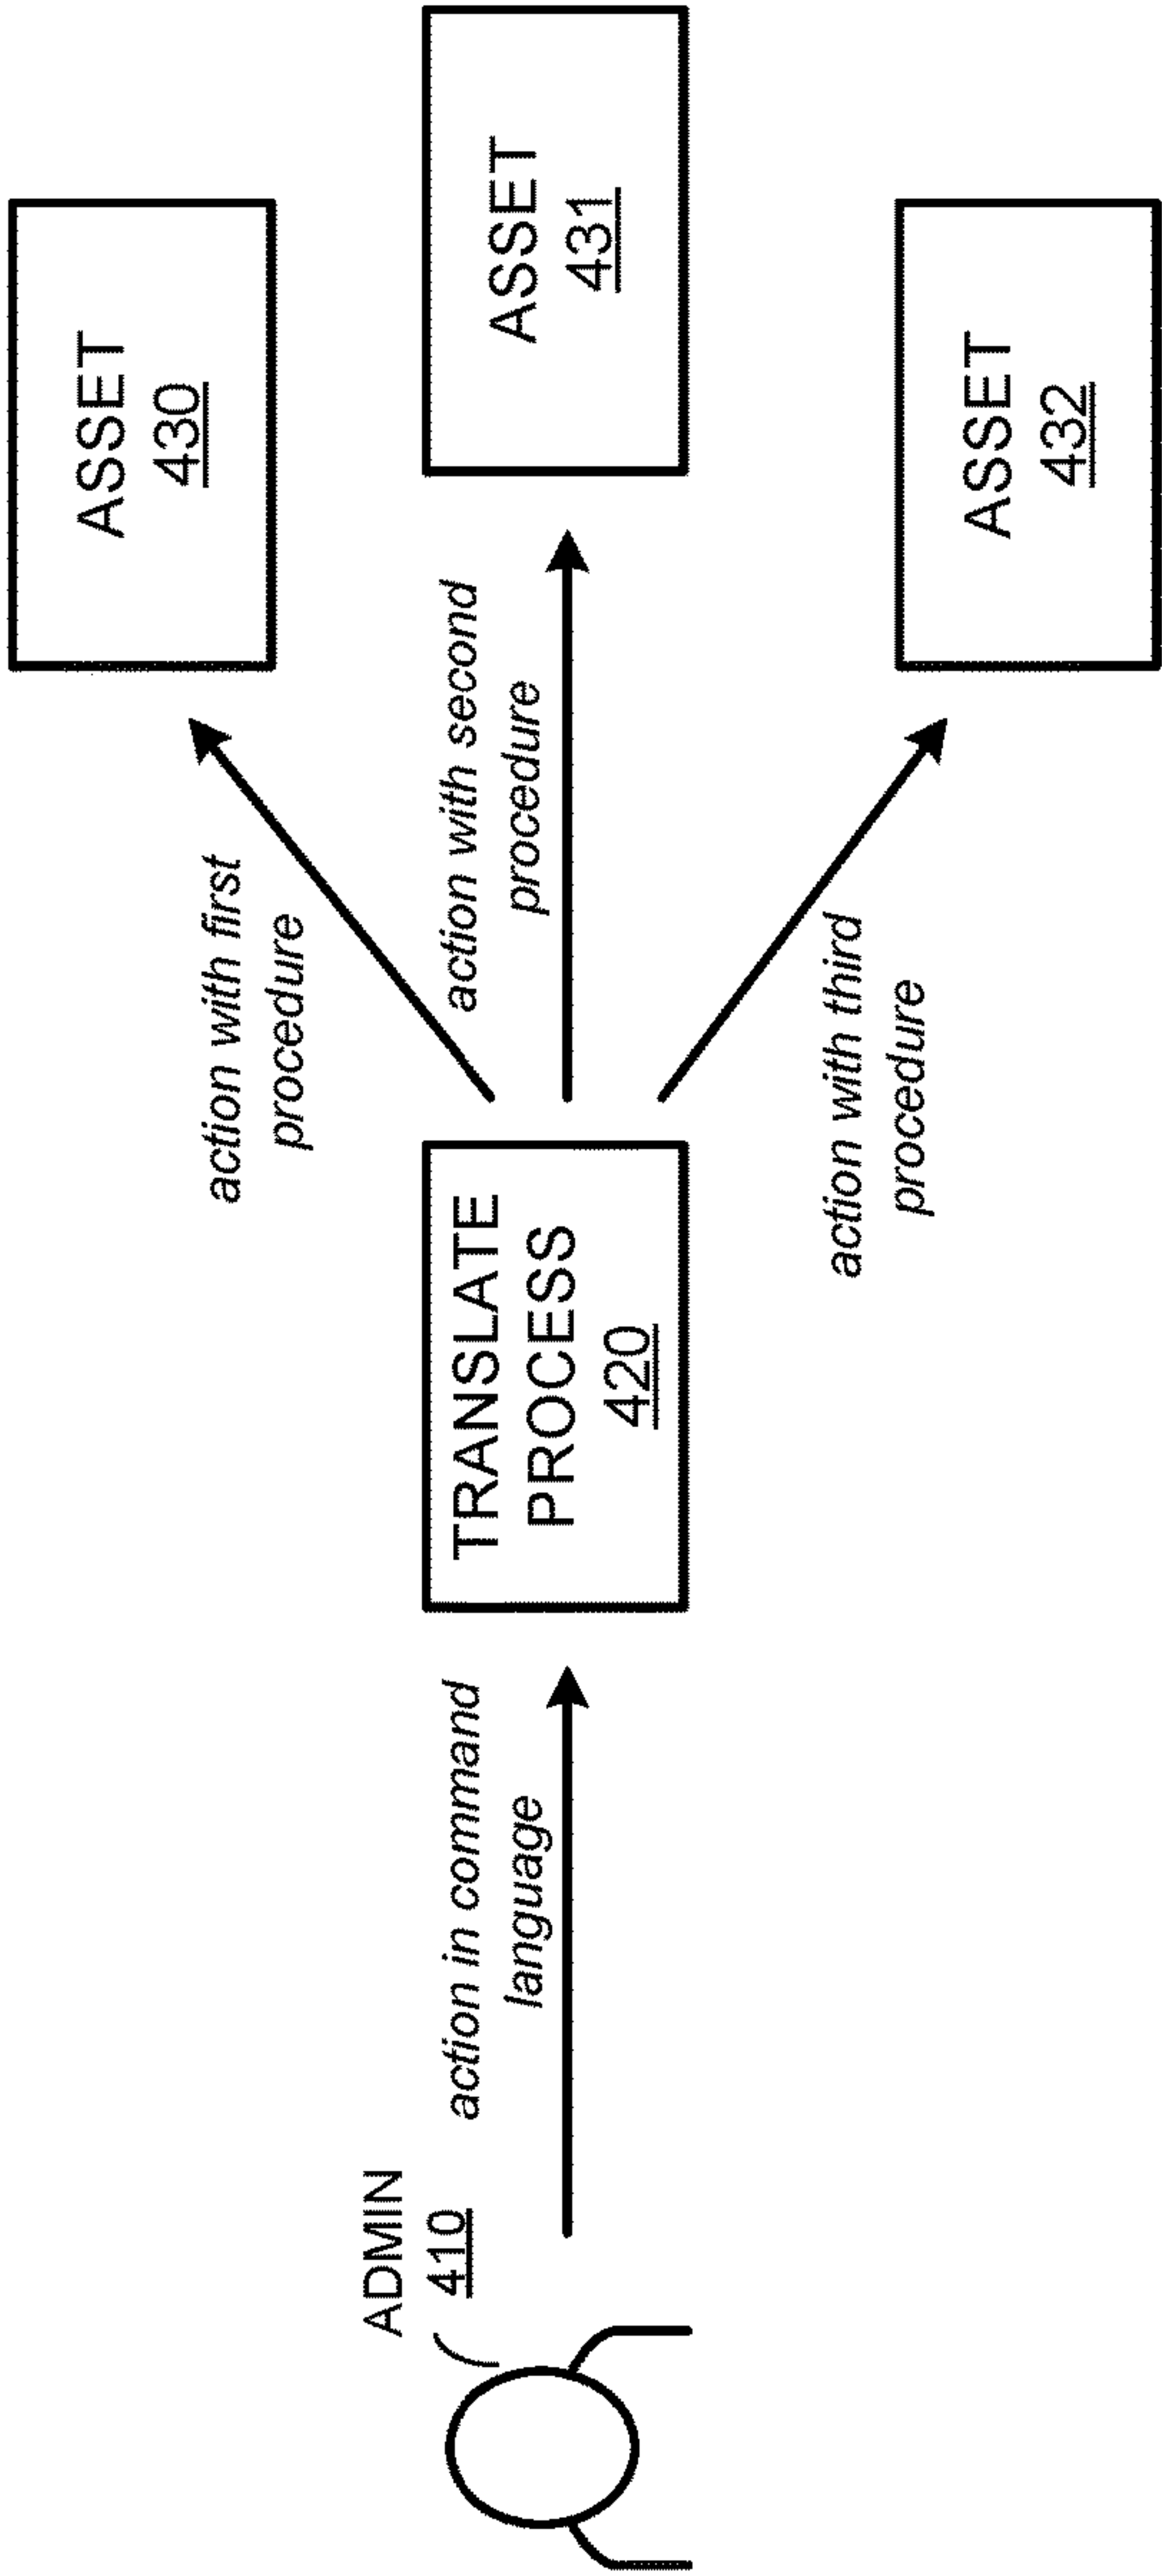 ADMIN
410
action in command
language
TRANSLATE
PROCESS
420
action with first
procedure
action with second
procedure
action with third
procedure
ASSET
430
ASSET
431
ASSET
432